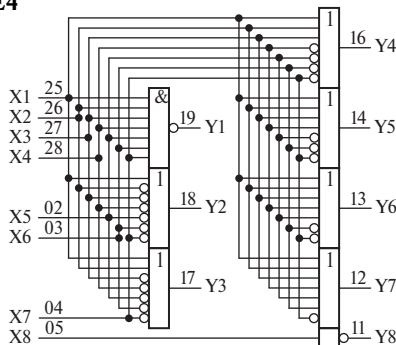 1
16 Y4
X1 25 & 1
X2 26
19 Y1 14 Y5
X3 27
X4 28
1 1
18 Y2 13 Y6
X5 02
X6 03
1 1
17 Y3 12 Y7
X7 04
X8 05 11 Y8